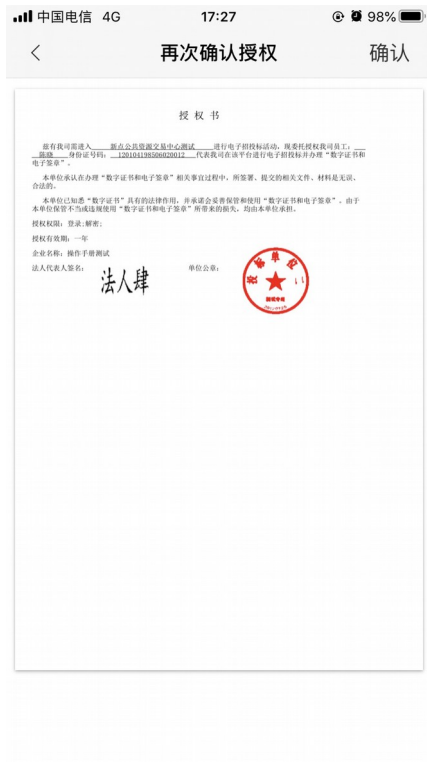 中国电信 4G 17:27 98%
再次确认授权 确认
授 权 书
兹有我司需进入 新点公共资源交易中心测试 进行电子招投标活动，现委托授权我司员工：
陈晓 身份证号码： 120104198506020012 代表我司在该平台进行电子招投标并办理“数字证书和
电子签章”。
本单位承认在办理“数字证书和电子签章”相关事宜过程中，所签署、提交的相关文件、材料是无误、
合法的。
本单位已知悉“数字证书”具有的法律作用，并承诺会妥善保管和使用“数字证书和电子签章”。由于
本单位保管不当或违规使用“数字证书和电子签章”所带来的损失，均由本单位承担。
授权权限：登录;解密;
授权有效期：一年
企业名称：操作手册测试
法人代表人签名： 法人肆 单位公章：
测试专用